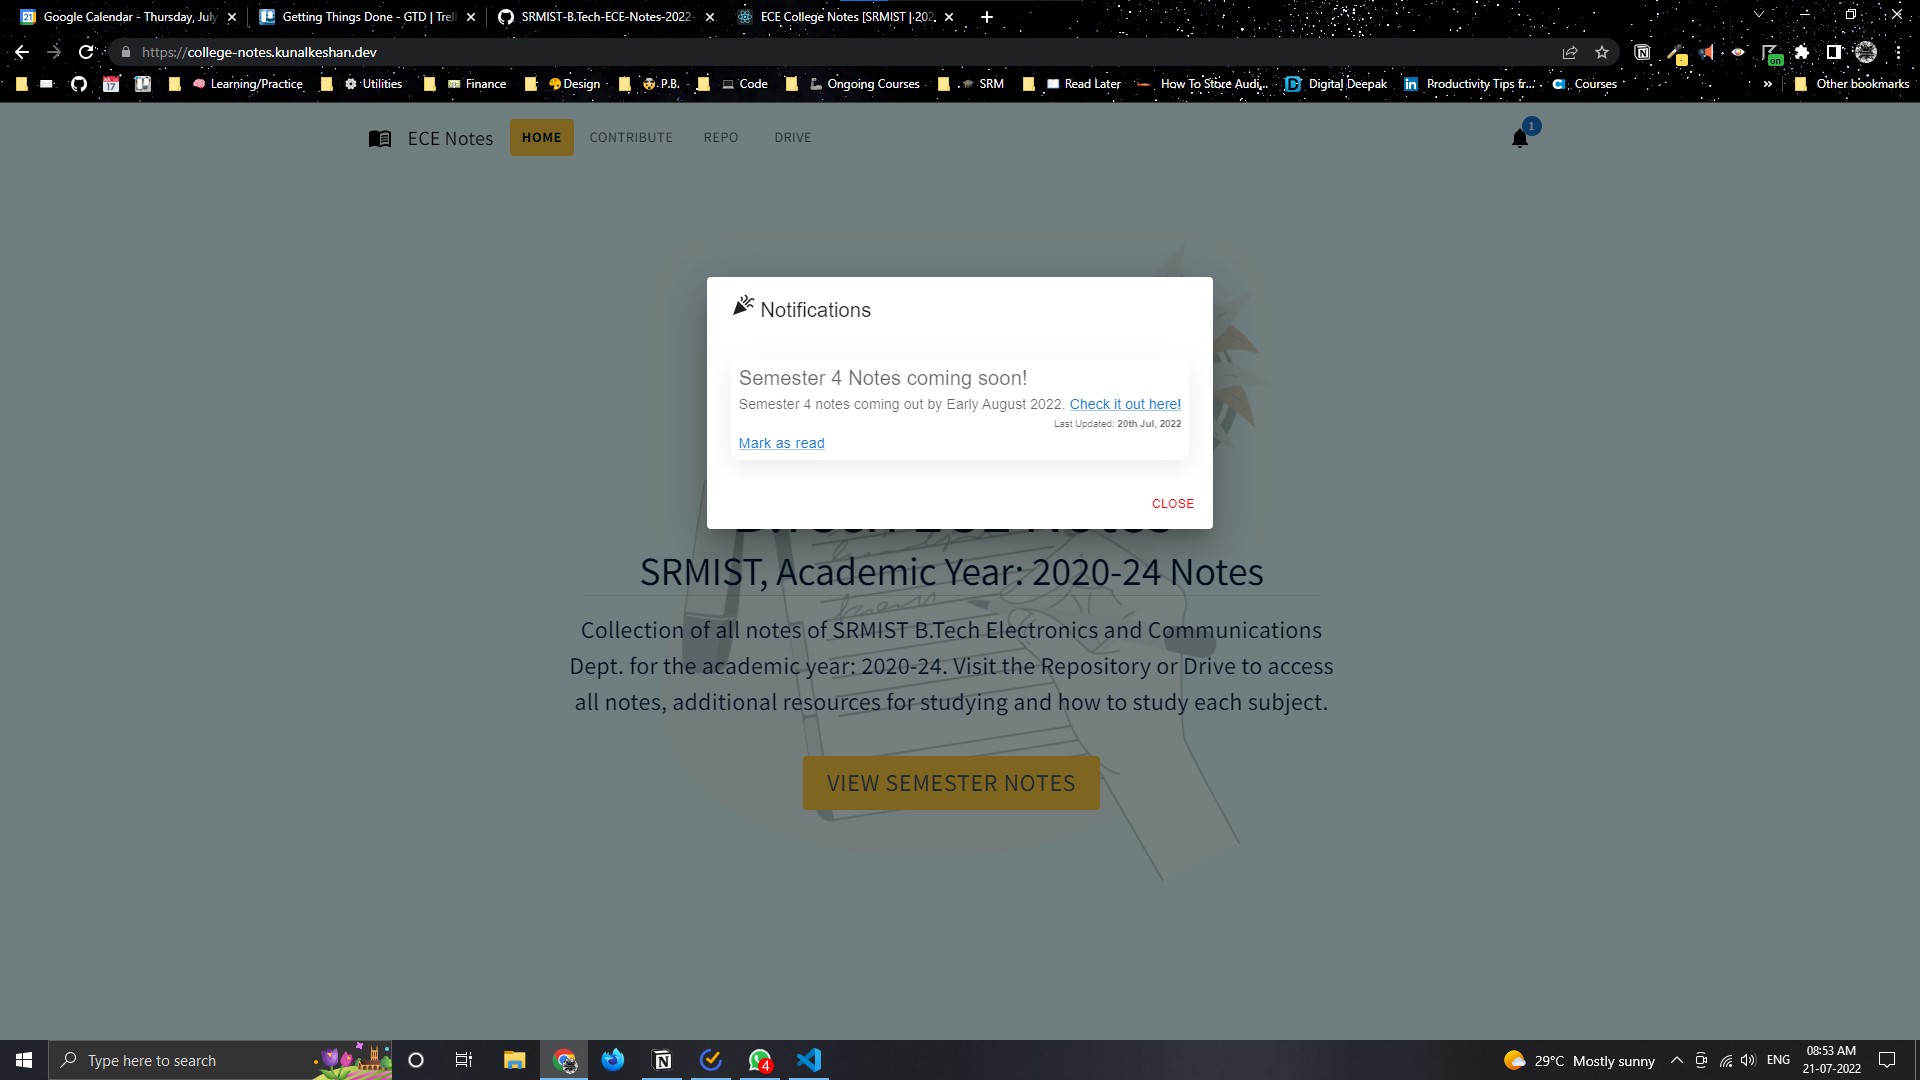 Google Calendar - Thursday, July
Getting Things Done - GTD | Trell
SRMIST-B.Tech-ECE-Notes-2022-
ECE College Notes [SRMIST | 202
https://college-notes.kunalkeshan.dev
17
Learning/Practice
Utilities
Finance
Design
P.B.
Code
Ongoing Courses
SRM
Read Later
How To Store Audi...
Digital Deepak
Productivity Tips fr...
Courses
Other bookmarks
on
ECE Notes
HOME
CONTRIBUTE
REPO
DRIVE
1
Notifications
Semester 4 Notes coming soon!
Semester 4 notes coming out by Early August 2022. Check it out here!
Last Updated: 20th Jul, 2022
Mark as read
CLOSE
SRMIST, Academic Year: 2020-24 Notes
Collection of all notes of SRMIST B.Tech Electronics and Communications
Dept. for the academic year: 2020-24. Visit the Repository or Drive to access
all notes, additional resources for studying and how to study each subject.
VIEW SEMESTER NOTES
Type here to search
4
29°C Mostly sunny
ENG
08:53 AM
21-07-2022